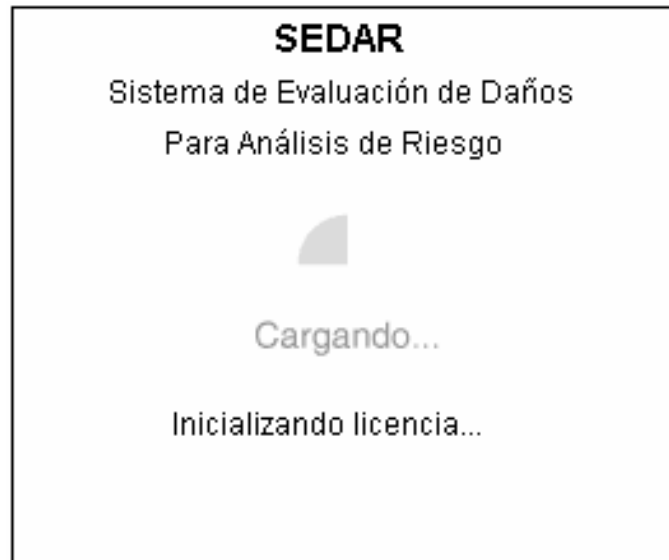 SEDAR
Sistema de Evaluación de Daños
Para Análisis de Riesgo
Cargando...
Inicializando licencia...